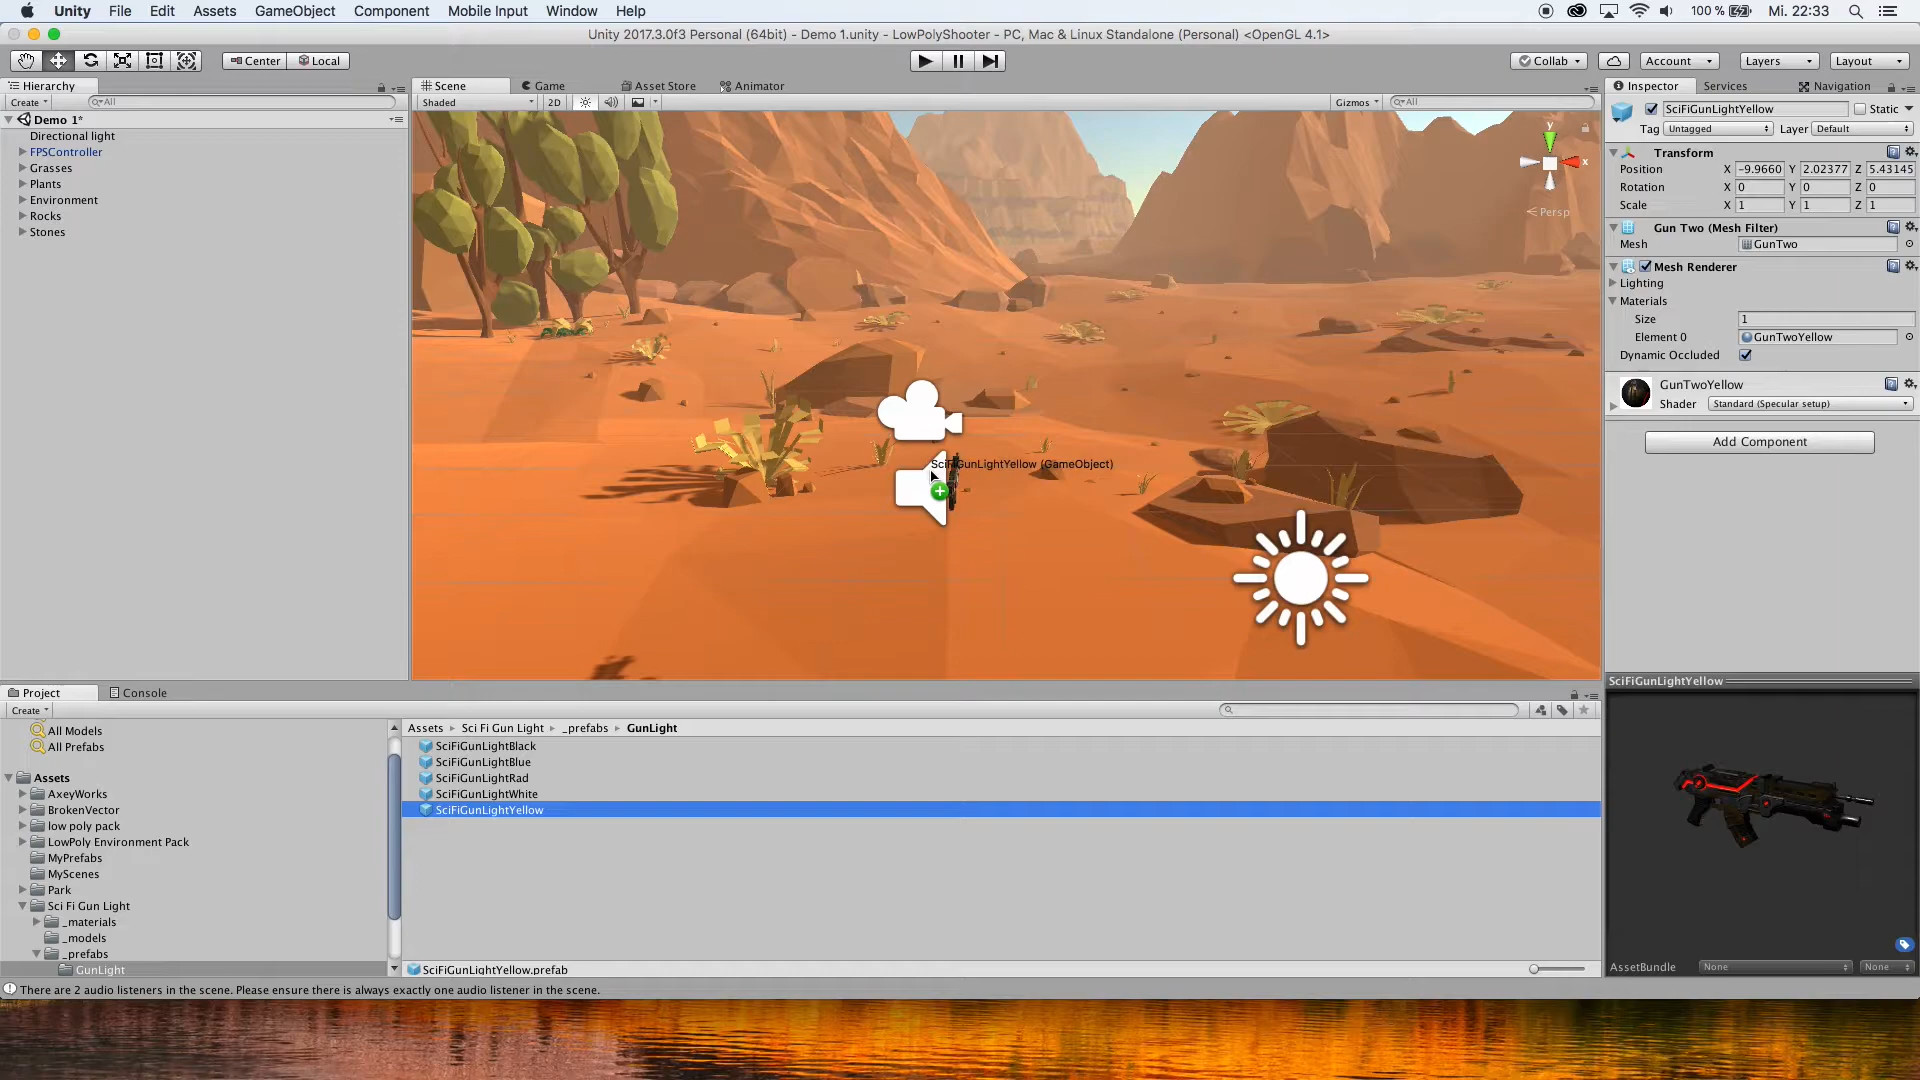 Unity File Edit Assets GameObject Component Mobile Input Window Help 100 % Mi. 22:33
Unity 2017.3.0f3 Personal (64bit) - Demo 1.unity - LowPolyShooter - PC, Mac & Linux Standalone (Personal) <OpenGL 4.1>
Center Local Collab Account Layers Layout
Hierarchy Scene Game Asset Store Animator Inspector Services Navigation
Create All Shaded 2D Gizmos All
SciFiGunLightYellow Static
Demo 1*
Directional light
FPSController
Grasses
Plants
Environment
Rocks
Stones
y
x
Persp
SciFiGunLightYellow (GameObject)
Tag Untagged Layer Default
Transform
Position X -9.9660 Y 2.02377 Z 5.43145
Rotation X 0 Y 0 Z 0
Scale X 1 Y 1 Z 1
Gun Two (Mesh Filter)
Mesh GunTwo
Mesh Renderer
Lighting
Materials
Size 1
Element 0 GunTwoYellow
Dynamic Occluded
GunTwoYellow
Shader Standard (Specular setup)
Add Component
Project Console
Create
All Models
All Prefabs
Assets
AxeyWorks
BrokenVector
low poly pack
LowPoly Environment Pack
MyPrefabs
MyScenes
Park
Sci Fi Gun Light
_materials
_models
_prefabs
GunLight
Assets Sci Fi Gun Light _prefabs GunLight
SciFiGunLightBlack
SciFiGunLightBlue
SciFiGunLightRad
SciFiGunLightWhite
SciFiGunLightYellow
SciFiGunLightYellow.prefab
SciFiGunLightYellow
AssetBundle None None
There are 2 audio listeners in the scene. Please ensure there is always exactly one audio listener in the scene.